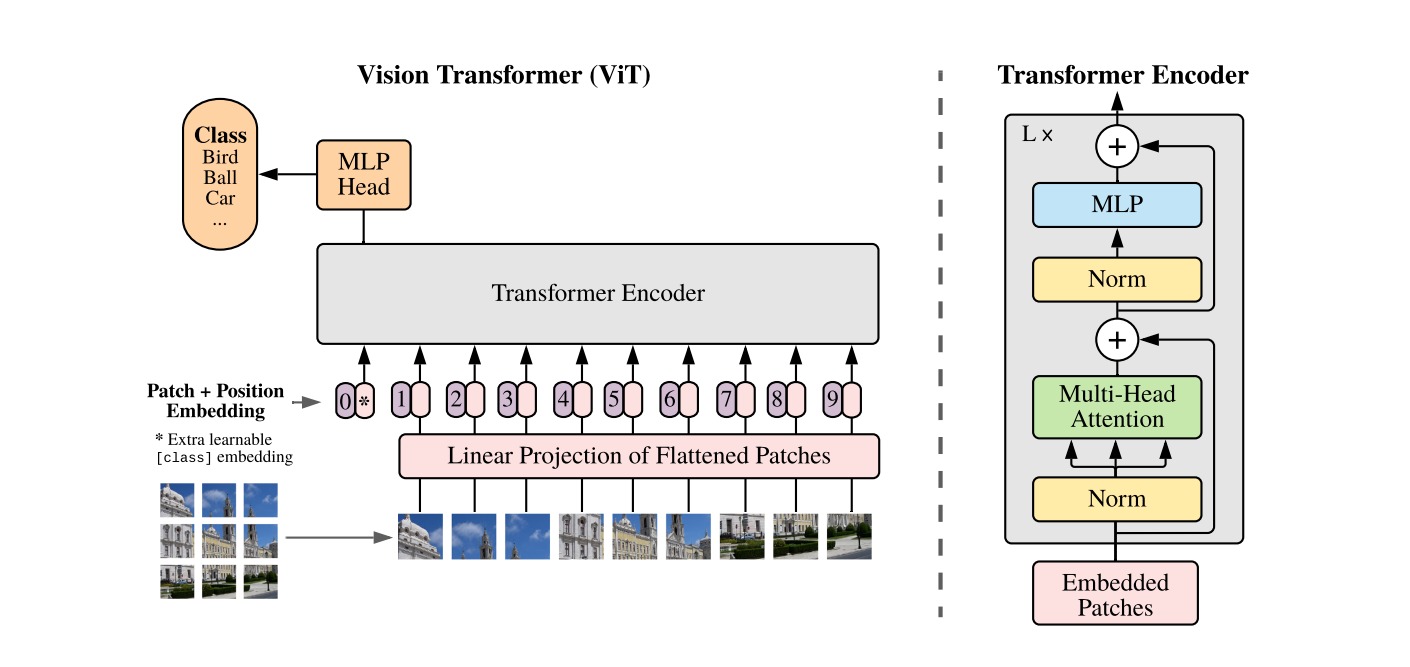 Vision Transformer (ViT)
Class
Bird
Ball
Car
...
MLP
Head
Transformer Encoder
Patch + Position
Embedding
* Extra learnable
[class] embedding
0 * 1 2 3 4 5 6 7 8 9
Linear Projection of Flattened Patches
Transformer Encoder
L ×
+
MLP
Norm
+
Multi-Head
Attention
Norm
Embedded
Patches